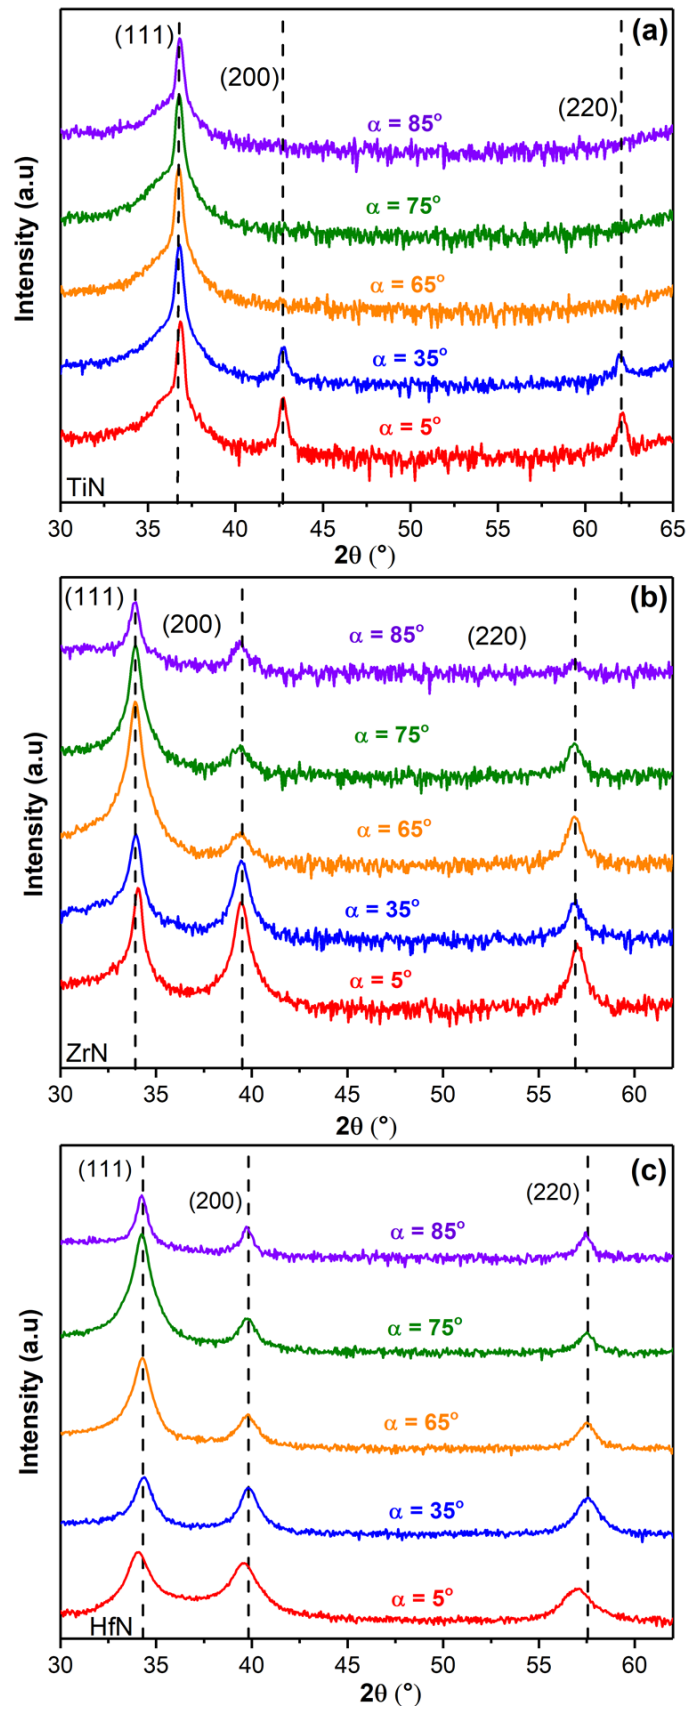 (a)
(111)
(200)
(220)
α = 85°
α = 75°
α = 65°
α = 35°
α = 5°
TiN
Intensity (a.u)
30 35 40 45 50 55 60 65
2θ (°)
(b)
(111)
(200)
(220)
α = 85°
α = 75°
α = 65°
α = 35°
α = 5°
ZrN
Intensity (a.u)
30 35 40 45 50 55 60
2θ (°)
(c)
(111)
(200)
(220)
α = 85°
α = 75°
α = 65°
α = 35°
α = 5°
HfN
Intensity (a.u)
30 35 40 45 50 55 60
2θ (°)